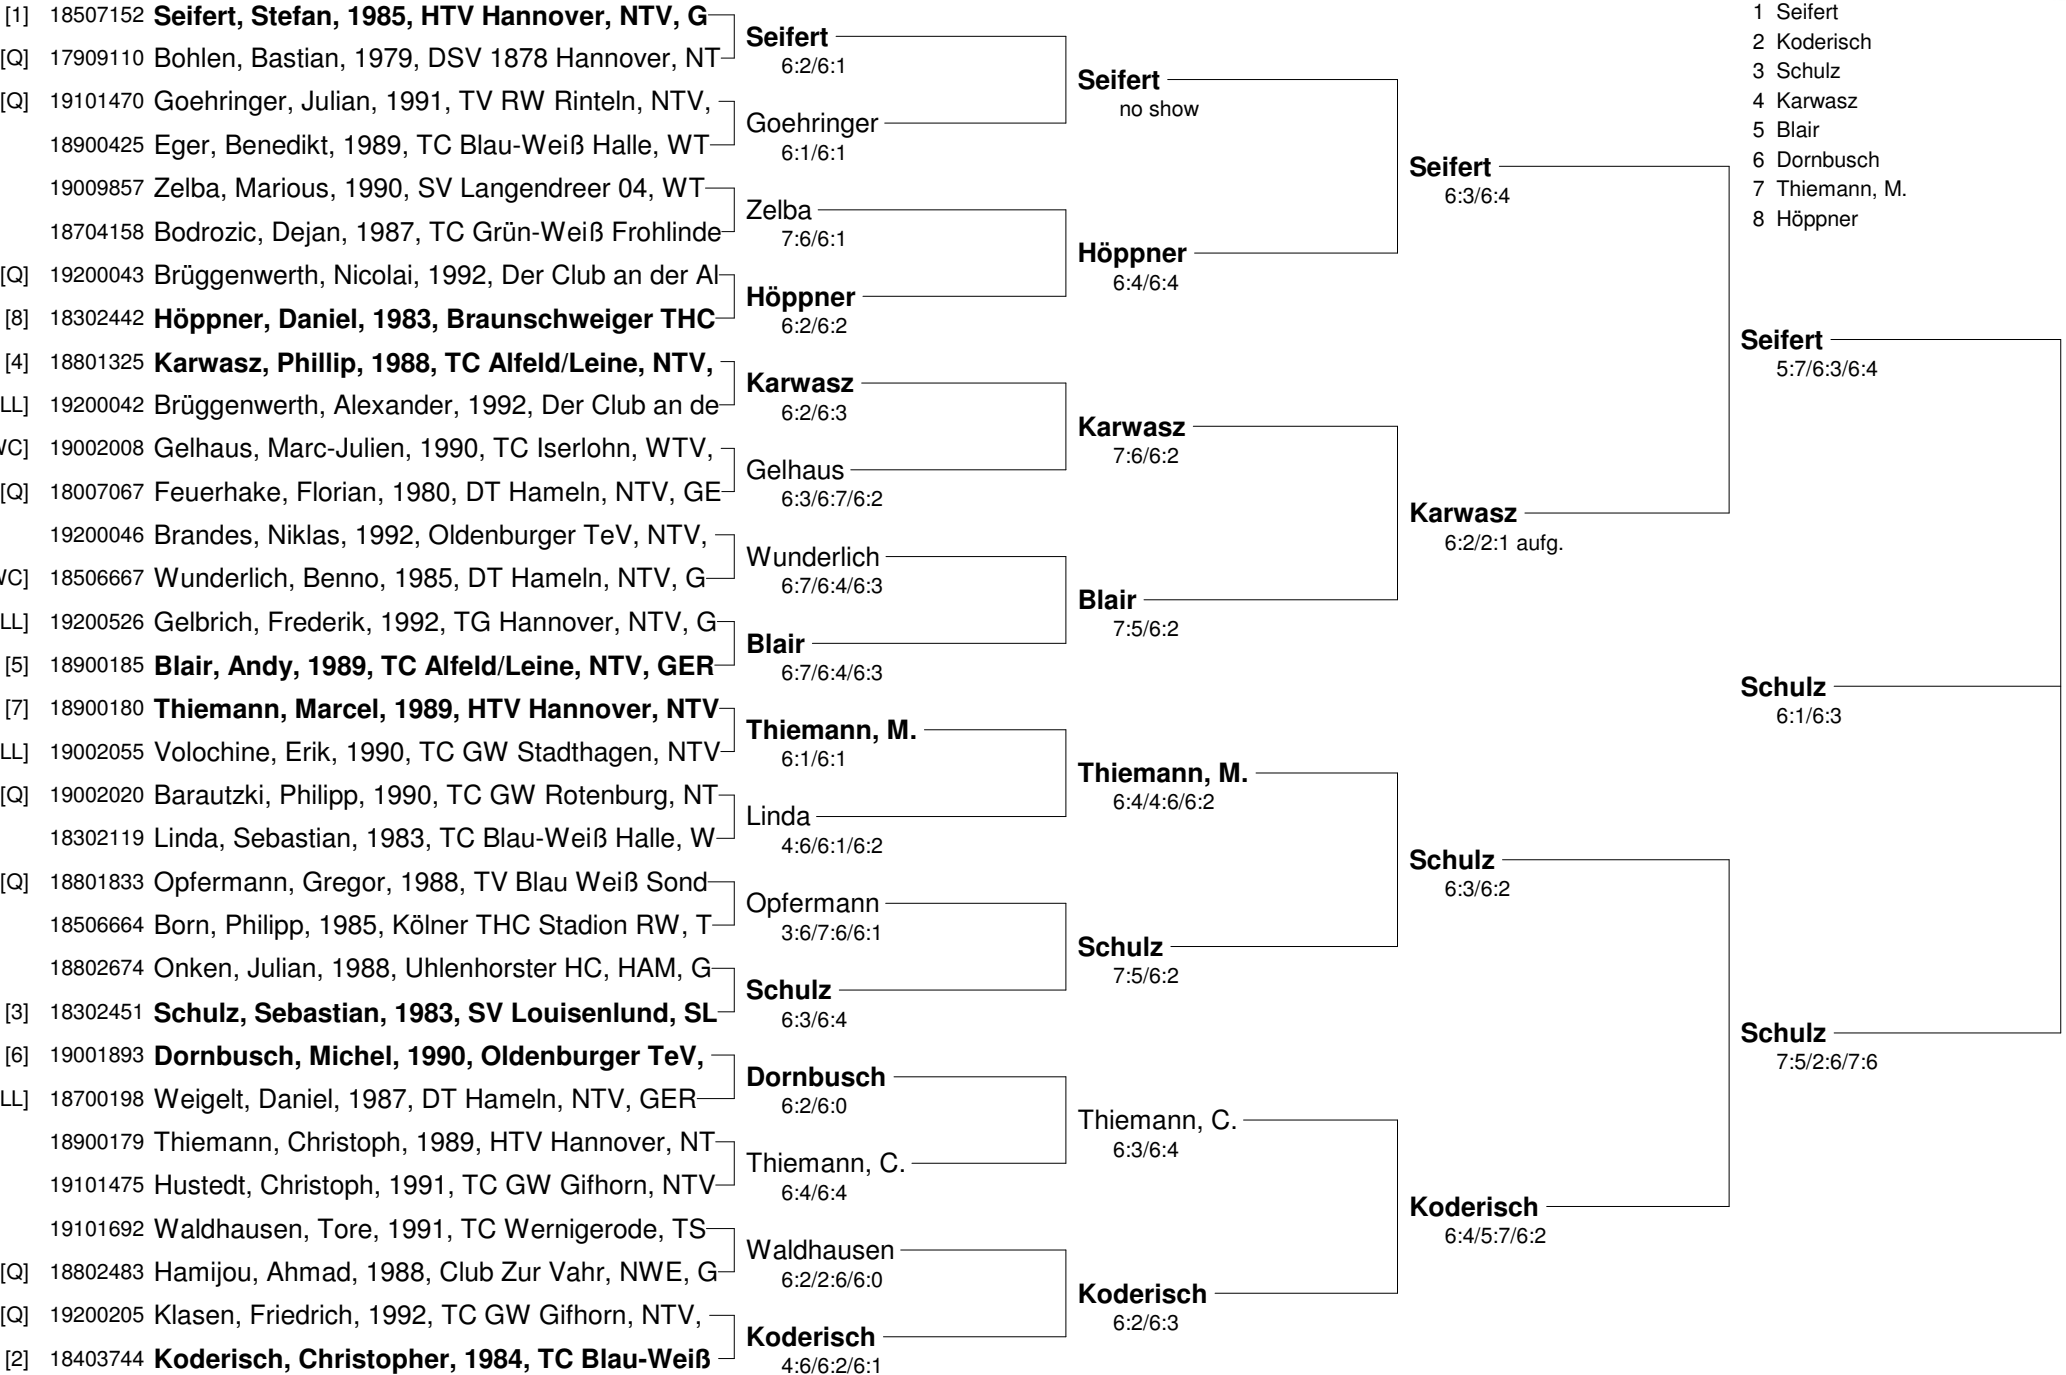 [1] 18507152 Seifert, Stefan, 1985, HTV Hannover, NTV, G
[Q] 17909110 Bohlen, Bastian, 1979, DSV 1878 Hannover, NT
[Q] 19101470 Goehringer, Julian, 1991, TV RW Rinteln, NTV,
18900425 Eger, Benedikt, 1989, TC Blau-Weiß Halle, WT
19009857 Zelba, Marious, 1990, SV Langendreer 04, WT
18704158 Bodrozic, Dejan, 1987, TC Grün-Weiß Frohlinde
[Q] 19200043 Brüggenwerth, Nicolai, 1992, Der Club an der Al
[8] 18302442 Höppner, Daniel, 1983, Braunschweiger THC
[4] 18801325 Karwasz, Phillip, 1988, TC Alfeld/Leine, NTV,
LL] 19200042 Brüggenwerth, Alexander, 1992, Der Club an de
VC] 19002008 Gelhaus, Marc-Julien, 1990, TC Iserlohn, WTV,
[Q] 18007067 Feuerhake, Florian, 1980, DT Hameln, NTV, GE
19200046 Brandes, Niklas, 1992, Oldenburger TeV, NTV,
VC] 18506667 Wunderlich, Benno, 1985, DT Hameln, NTV, G
LL] 19200526 Gelbrich, Frederik, 1992, TG Hannover, NTV, G
[5] 18900185 Blair, Andy, 1989, TC Alfeld/Leine, NTV, GER
[7] 18900180 Thiemann, Marcel, 1989, HTV Hannover, NTV
LL] 19002055 Volochine, Erik, 1990, TC GW Stadthagen, NTV
[Q] 19002020 Barautzki, Philipp, 1990, TC GW Rotenburg, NT
18302119 Linda, Sebastian, 1983, TC Blau-Weiß Halle, W
[Q] 18801833 Opfermann, Gregor, 1988, TV Blau Weiß Sond
18506664 Born, Philipp, 1985, Kölner THC Stadion RW, T
18802674 Onken, Julian, 1988, Uhlenhorster HC, HAM, G
[3] 18302451 Schulz, Sebastian, 1983, SV Louisenlund, SL
[6] 19001893 Dornbusch, Michel, 1990, Oldenburger TeV,
LL] 18700198 Weigelt, Daniel, 1987, DT Hameln, NTV, GER
18900179 Thiemann, Christoph, 1989, HTV Hannover, NT
19101475 Hustedt, Christoph, 1991, TC GW Gifhorn, NTV
19101692 Waldhausen, Tore, 1991, TC Wernigerode, TS
[Q] 18802483 Hamijou, Ahmad, 1988, Club Zur Vahr, NWE, G
[Q] 19200205 Klasen, Friedrich, 1992, TC GW Gifhorn, NTV,
[2] 18403744 Koderisch, Christopher, 1984, TC Blau-Weiß
Seifert
6:2/6:1
Goehringer
6:1/6:1
Zelba
7:6/6:1
Höppner
6:2/6:2
Karwasz
6:2/6:3
Gelhaus
6:3/6:7/6:2
Wunderlich
6:7/6:4/6:3
Blair
6:7/6:4/6:3
Thiemann, M.
6:1/6:1
Linda
4:6/6:1/6:2
Opfermann
3:6/7:6/6:1
Schulz
6:3/6:4
Dornbusch
6:2/6:0
Thiemann, C.
6:4/6:4
Waldhausen
6:2/2:6/6:0
Koderisch
4:6/6:2/6:1
Seifert
no show
Höppner
6:4/6:4
Karwasz
7:6/6:2
Blair
7:5/6:2
Thiemann, M.
6:4/4:6/6:2
Schulz
7:5/6:2
Thiemann, C.
6:3/6:4
Koderisch
6:2/6:3
Seifert
6:3/6:4
Karwasz
6:2/2:1 aufg.
Schulz
6:3/6:2
Koderisch
6:4/5:7/6:2
Seifert
5:7/6:3/6:4
Schulz
6:1/6:3
Schulz
7:5/2:6/7:6
1 Seifert
2 Koderisch
3 Schulz
4 Karwasz
5 Blair
6 Dornbusch
7 Thiemann, M.
8 Höppner